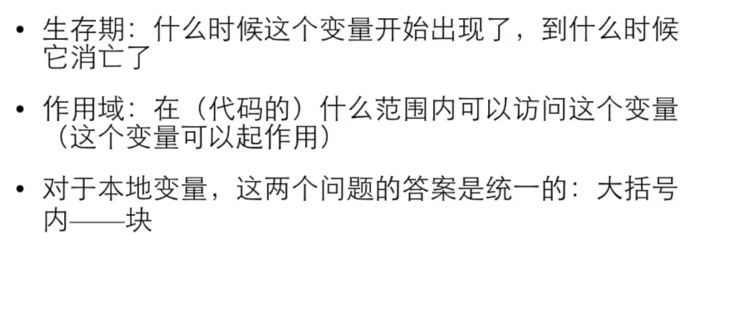 • 生存期：什么时候这个变量开始出现了，到什么时候
它消亡了
• 作用域：在（代码的）什么范围内可以访问这个变量
（这个变量可以起作用）
• 对于本地变量，这两个问题的答案是统一的：大括号
内——块